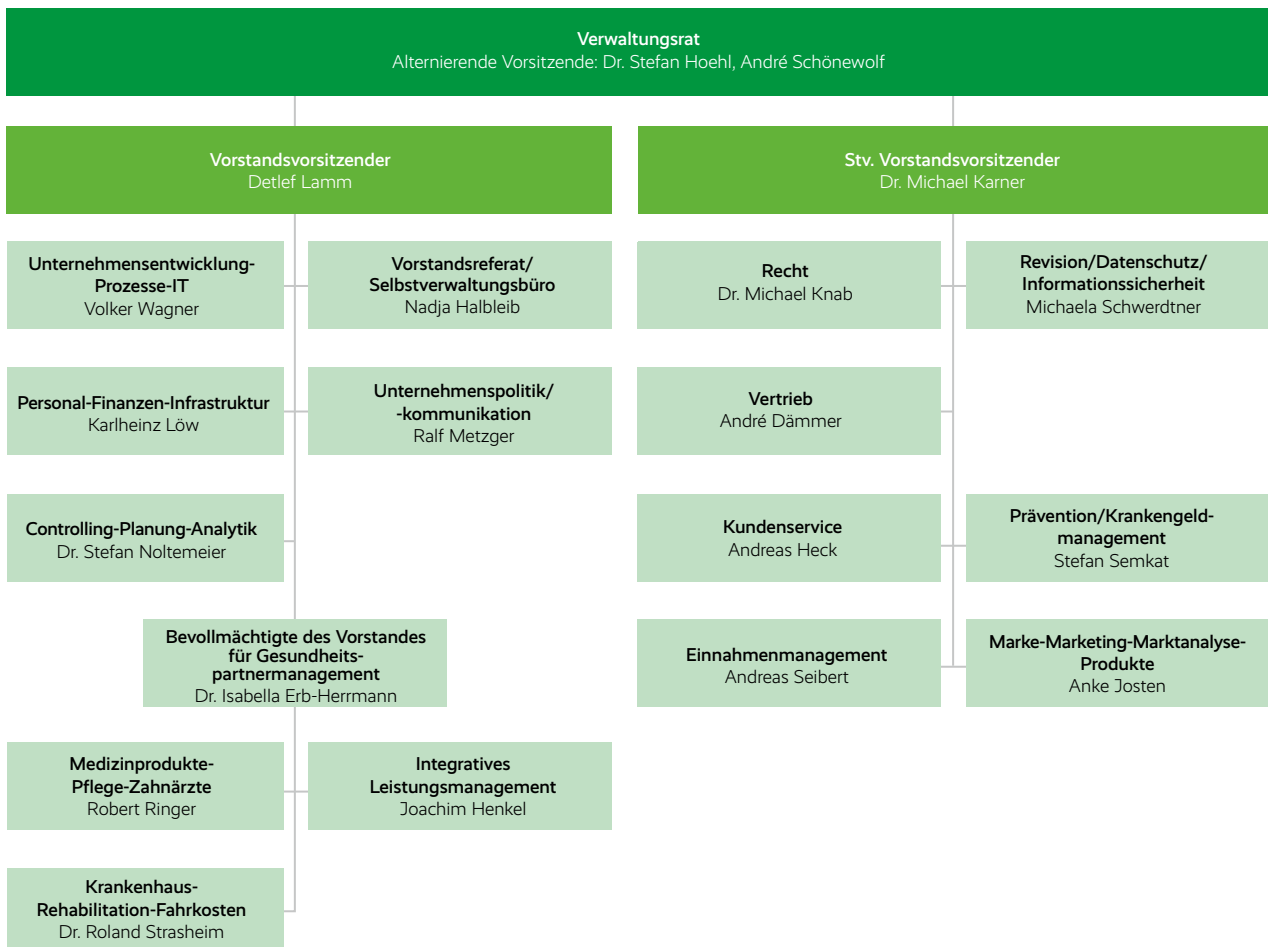 Verwaltungsrat
Alternierende Vorsitzende: Dr. Stefan Hoehl, André Schönewolf
Vorstandsvorsitzender
Detlef Lamm
Stv. Vorstandsvorsitzender
Dr. Michael Karner
Unternehmensentwicklung-
Prozesse-IT
Volker Wagner
Vorstandsreferat/
Selbstverwaltungsbüro
Nadja Halbleib
Recht
Dr. Michael Knab
Revision/Datenschutz/
Informationssicherheit
Michaela Schwerdtner
Personal-Finanzen-Infrastruktur
Karlheinz Löw
Unternehmenspolitik/
-kommunikation
Ralf Metzger
Vertrieb
André Dämmer
Controlling-Planung-Analytik
Dr. Stefan Noltemeier
Kundenservice
Andreas Heck
Prävention/Krankengeld-
management
Stefan Semkat
Bevollmächtigte des Vorstandes
für Gesundheits-
partnermanagement
Dr. Isabella Erb-Herrmann
Einnahmenmanagement
Andreas Seibert
Marke-Marketing-Marktanalyse-
Produkte
Anke Josten
Medizinprodukte-
Pflege-Zahnärzte
Robert Ringer
Integratives
Leistungsmanagement
Joachim Henkel
Krankenhaus-
Rehabilitation-Fahrkosten
Dr. Roland Strasheim